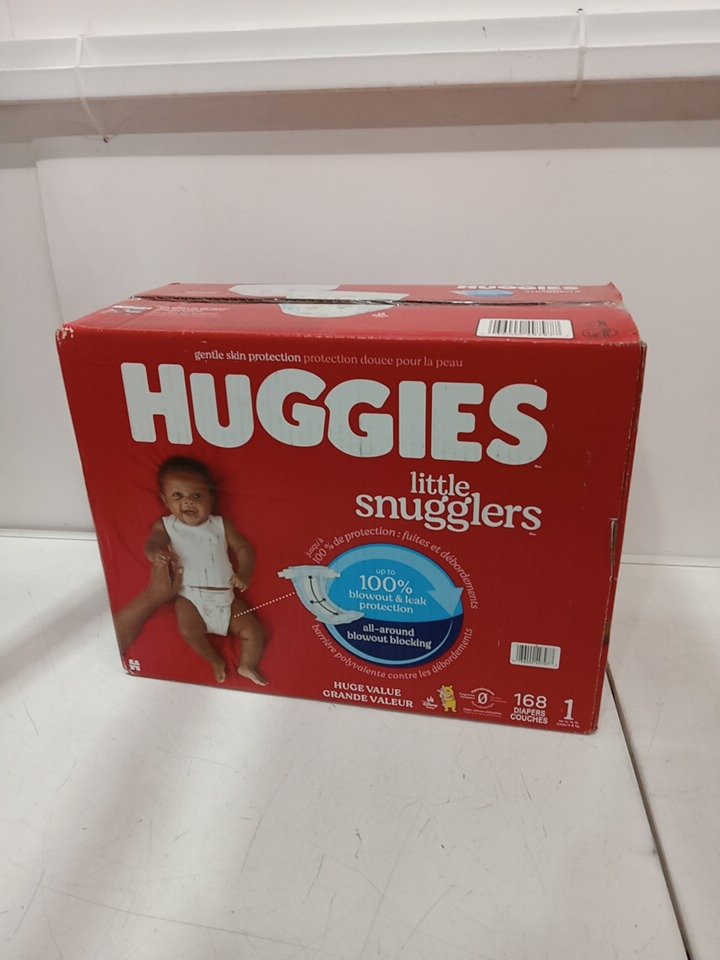 HUGGIES
gentle skin protection protection douce pour la peau
HUGGIES
little
snugglers
jusqu'à
100 % de protection : fuites et débordements
up to
100%
blowout & leak
protection
all-around
blowout blocking
barrière polyvalente contre les débordements
HUGE VALUE
GRANDE VALEUR
168
DIAPERS
COUCHES
1